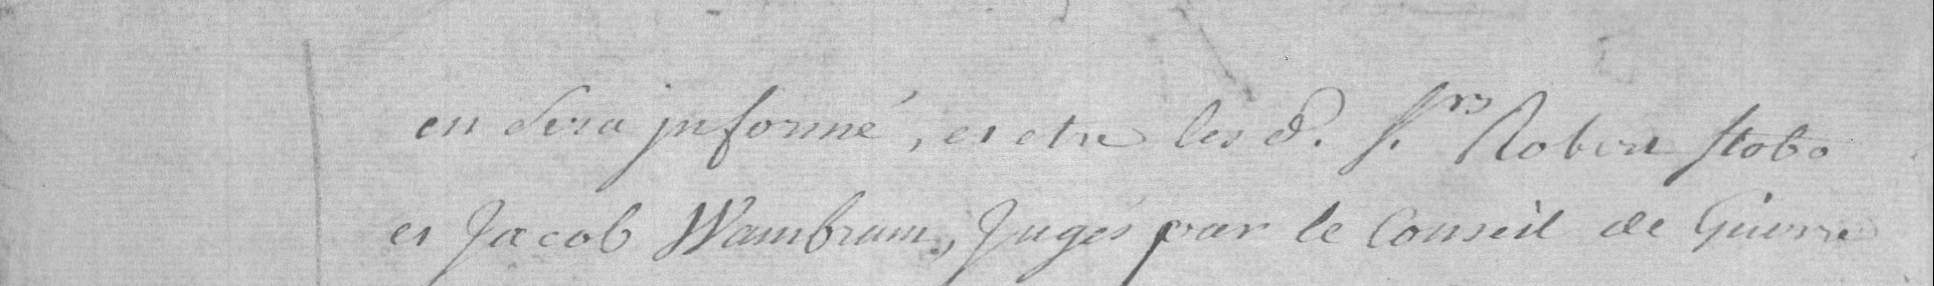 en sera informé, et etre les d. S.rs Robert Stobo
et Jacob Wambram, Jugés par le Conseil de Guerre